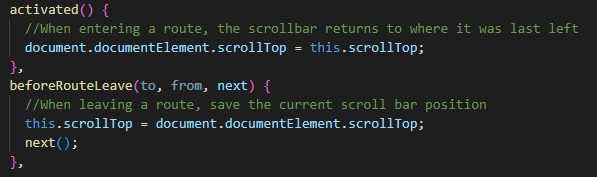 activated() {
//When entering a route, the scrollbar returns to where it was last left
document.documentElement.scrollTop = this.scrollTop;
},
beforeRouteLeave(to, from, next) {
//When leaving a route, save the current scroll bar position
this.scrollTop = document.documentElement.scrollTop;
next();
},